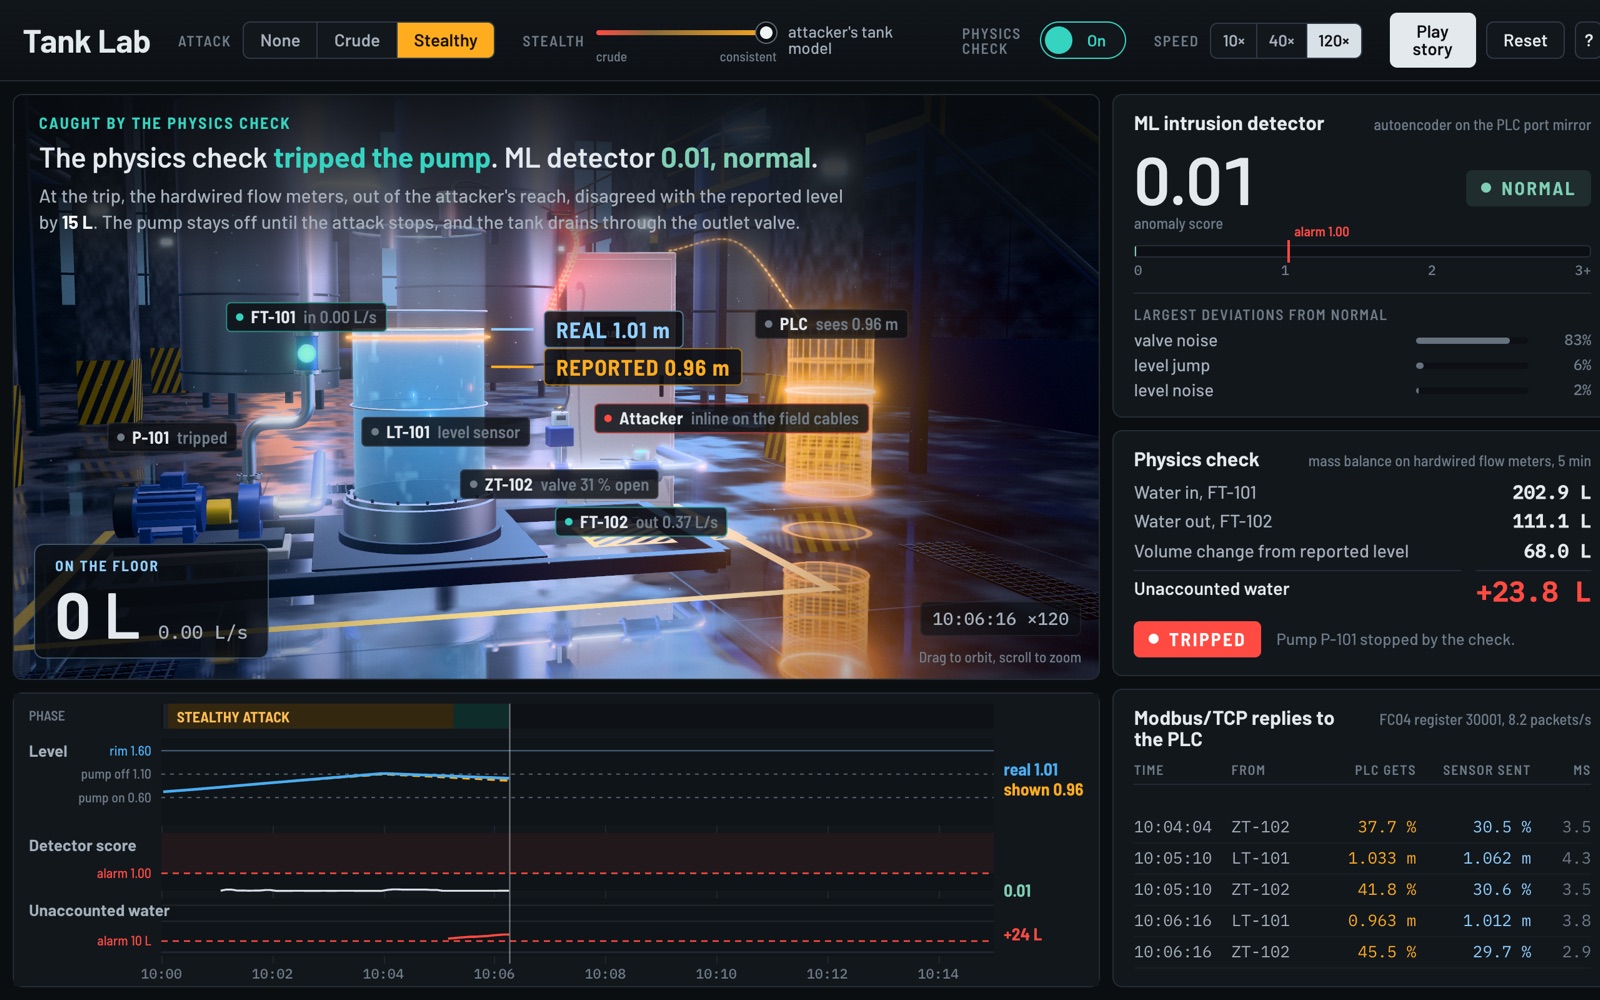 Tank Lab
ATTACK
None
Crude
Stealthy
STEALTH
crude
consistent
attacker's tank
model
PHYSICS
CHECK
On
SPEED
10×
40×
120×
Play
story
Reset
?
CAUGHT BY THE PHYSICS CHECK
The physics check tripped the pump. ML detector 0.01, normal.
At the trip, the hardwired flow meters, out of the attacker's reach, disagreed with the reported level
by 15 L. The pump stays off until the attack stops, and the tank drains through the outlet valve.
FT-101 in 0.00 L/s
REAL 1.01 m
PLC sees 0.96 m
REPORTED 0.96 m
Attacker inline on the field cables
P-101 tripped
LT-101 level sensor
ZT-102 valve 31 % open
FT-102 out 0.37 L/s
ON THE FLOOR
0 L 0.00 L/s
10:06:16 ×120
Drag to orbit, scroll to zoom
PHASE
STEALTHY ATTACK
Level
rim 1.60
pump off 1.10
pump on 0.60
real 1.01
shown 0.96
Detector score
alarm 1.00
0.01
Unaccounted water
alarm 10 L
+24 L
10:00 10:02 10:04 10:06 10:08 10:10 10:12 10:14
ML intrusion detector
autoencoder on the PLC port mirror
0.01
NORMAL
anomaly score
alarm 1.00
0 1 2 3+
LARGEST DEVIATIONS FROM NORMAL
valve noise 83%
level jump 6%
level noise 2%
Physics check
mass balance on hardwired flow meters, 5 min
Water in, FT-101 202.9 L
Water out, FT-102 111.1 L
Volume change from reported level 68.0 L
Unaccounted water +23.8 L
TRIPPED
Pump P-101 stopped by the check.
Modbus/TCP replies to
the PLC
FC04 register 30001, 8.2 packets/s
TIME FROM PLC GETS SENSOR SENT MS
10:04:04 ZT-102 37.7 % 30.5 % 3.5
10:05:10 LT-101 1.033 m 1.062 m 4.3
10:05:10 ZT-102 41.8 % 30.6 % 3.5
10:06:16 LT-101 0.963 m 1.012 m 3.8
10:06:16 ZT-102 45.5 % 29.7 % 2.9